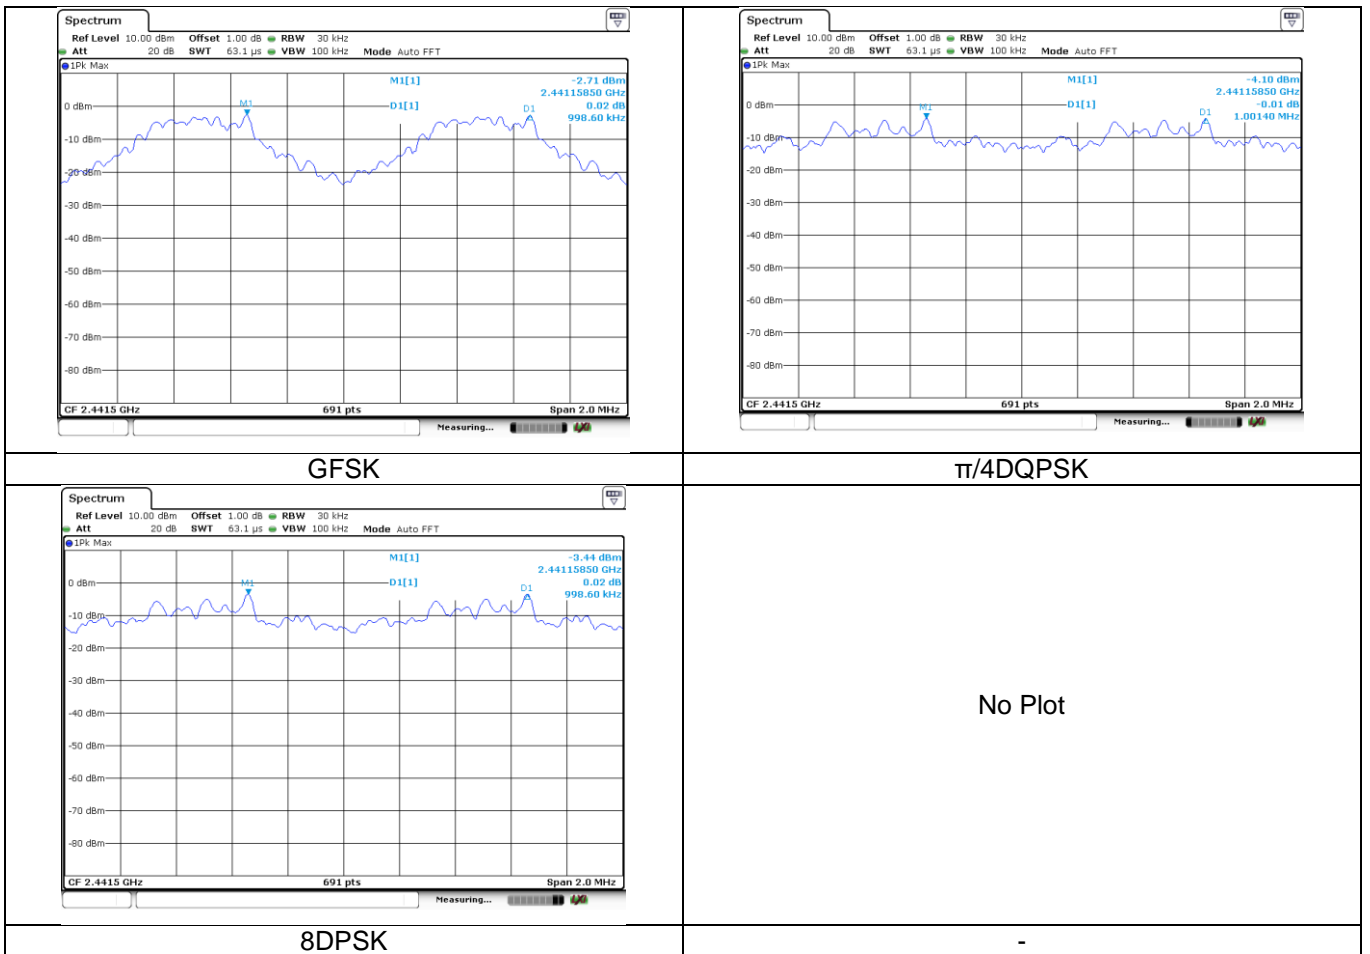 Spectrum
Ref Level 10.00 dBm Offset 1.00 dB RBW 30 kHz
Att 20 dB SWT 63.1 µs VBW 100 kHz Mode Auto FFT
1Pk Max
M1[1] -2.71 dBm
2.44115850 GHz
D1[1] 0.02 dB
998.60 kHz
M1
D1
0 dBm
-10 dBm
-20 dBm
-30 dBm
-40 dBm
-50 dBm
-60 dBm
-70 dBm
-80 dBm
CF 2.4415 GHz 691 pts Span 2.0 MHz
Measuring...
GFSK
Spectrum
Ref Level 10.00 dBm Offset 1.00 dB RBW 30 kHz
Att 20 dB SWT 63.1 µs VBW 100 kHz Mode Auto FFT
1Pk Max
M1[1] -4.10 dBm
2.44115850 GHz
D1[1] -0.01 dB
1.00140 MHz
M1
D1
0 dBm
-10 dBm
-20 dBm
-30 dBm
-40 dBm
-50 dBm
-60 dBm
-70 dBm
-80 dBm
CF 2.4415 GHz 691 pts Span 2.0 MHz
Measuring...
π/4DQPSK
Spectrum
Ref Level 10.00 dBm Offset 1.00 dB RBW 30 kHz
Att 20 dB SWT 63.1 µs VBW 100 kHz Mode Auto FFT
1Pk Max
M1[1] -3.44 dBm
2.44115850 GHz
D1[1] 0.02 dB
998.60 kHz
M1
D1
0 dBm
-10 dBm
-20 dBm
-30 dBm
-40 dBm
-50 dBm
-60 dBm
-70 dBm
-80 dBm
CF 2.4415 GHz 691 pts Span 2.0 MHz
Measuring...
8DPSK
No Plot
-